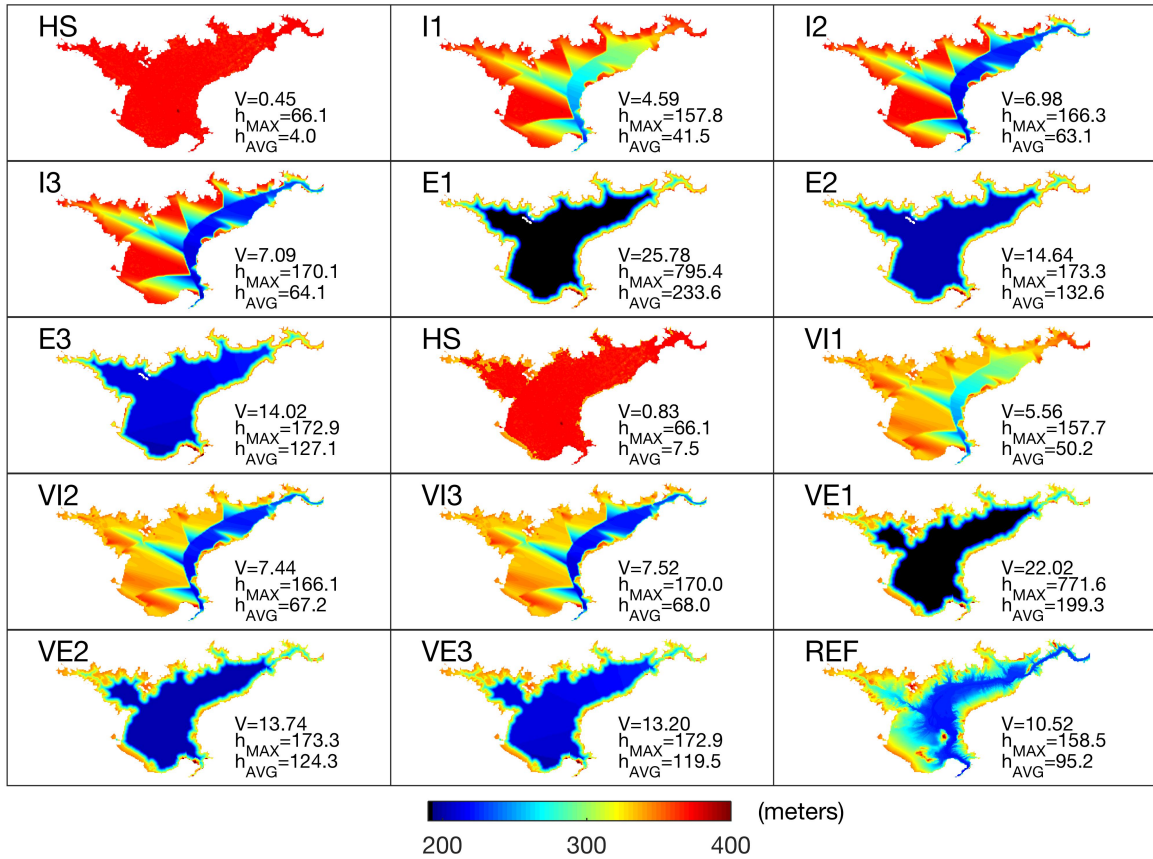 HS
V=0.45
hMAX=66.1
hAVG=4.0
I1
V=4.59
hMAX=157.8
hAVG=41.5
I2
V=6.98
hMAX=166.3
hAVG=63.1
I3
V=7.09
hMAX=170.1
hAVG=64.1
E1
V=25.78
hMAX=795.4
hAVG=233.6
E2
V=14.64
hMAX=173.3
hAVG=132.6
E3
V=14.02
hMAX=172.9
hAVG=127.1
HS
V=0.83
hMAX=66.1
hAVG=7.5
VI1
V=5.56
hMAX=157.7
hAVG=50.2
VI2
V=7.44
hMAX=166.1
hAVG=67.2
VI3
V=7.52
hMAX=170.0
hAVG=68.0
VE1
V=22.02
hMAX=771.6
hAVG=199.3
VE2
V=13.74
hMAX=173.3
hAVG=124.3
VE3
V=13.20
hMAX=172.9
hAVG=119.5
REF
V=10.52
hMAX=158.5
hAVG=95.2
(meters)
200 300 400